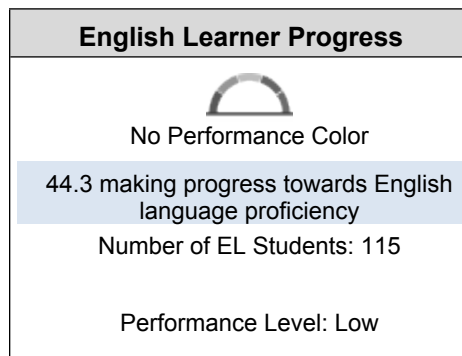 English Learner Progress
No Performance Color
44.3 making progress towards English
language proficiency
Number of EL Students: 115
Performance Level: Low